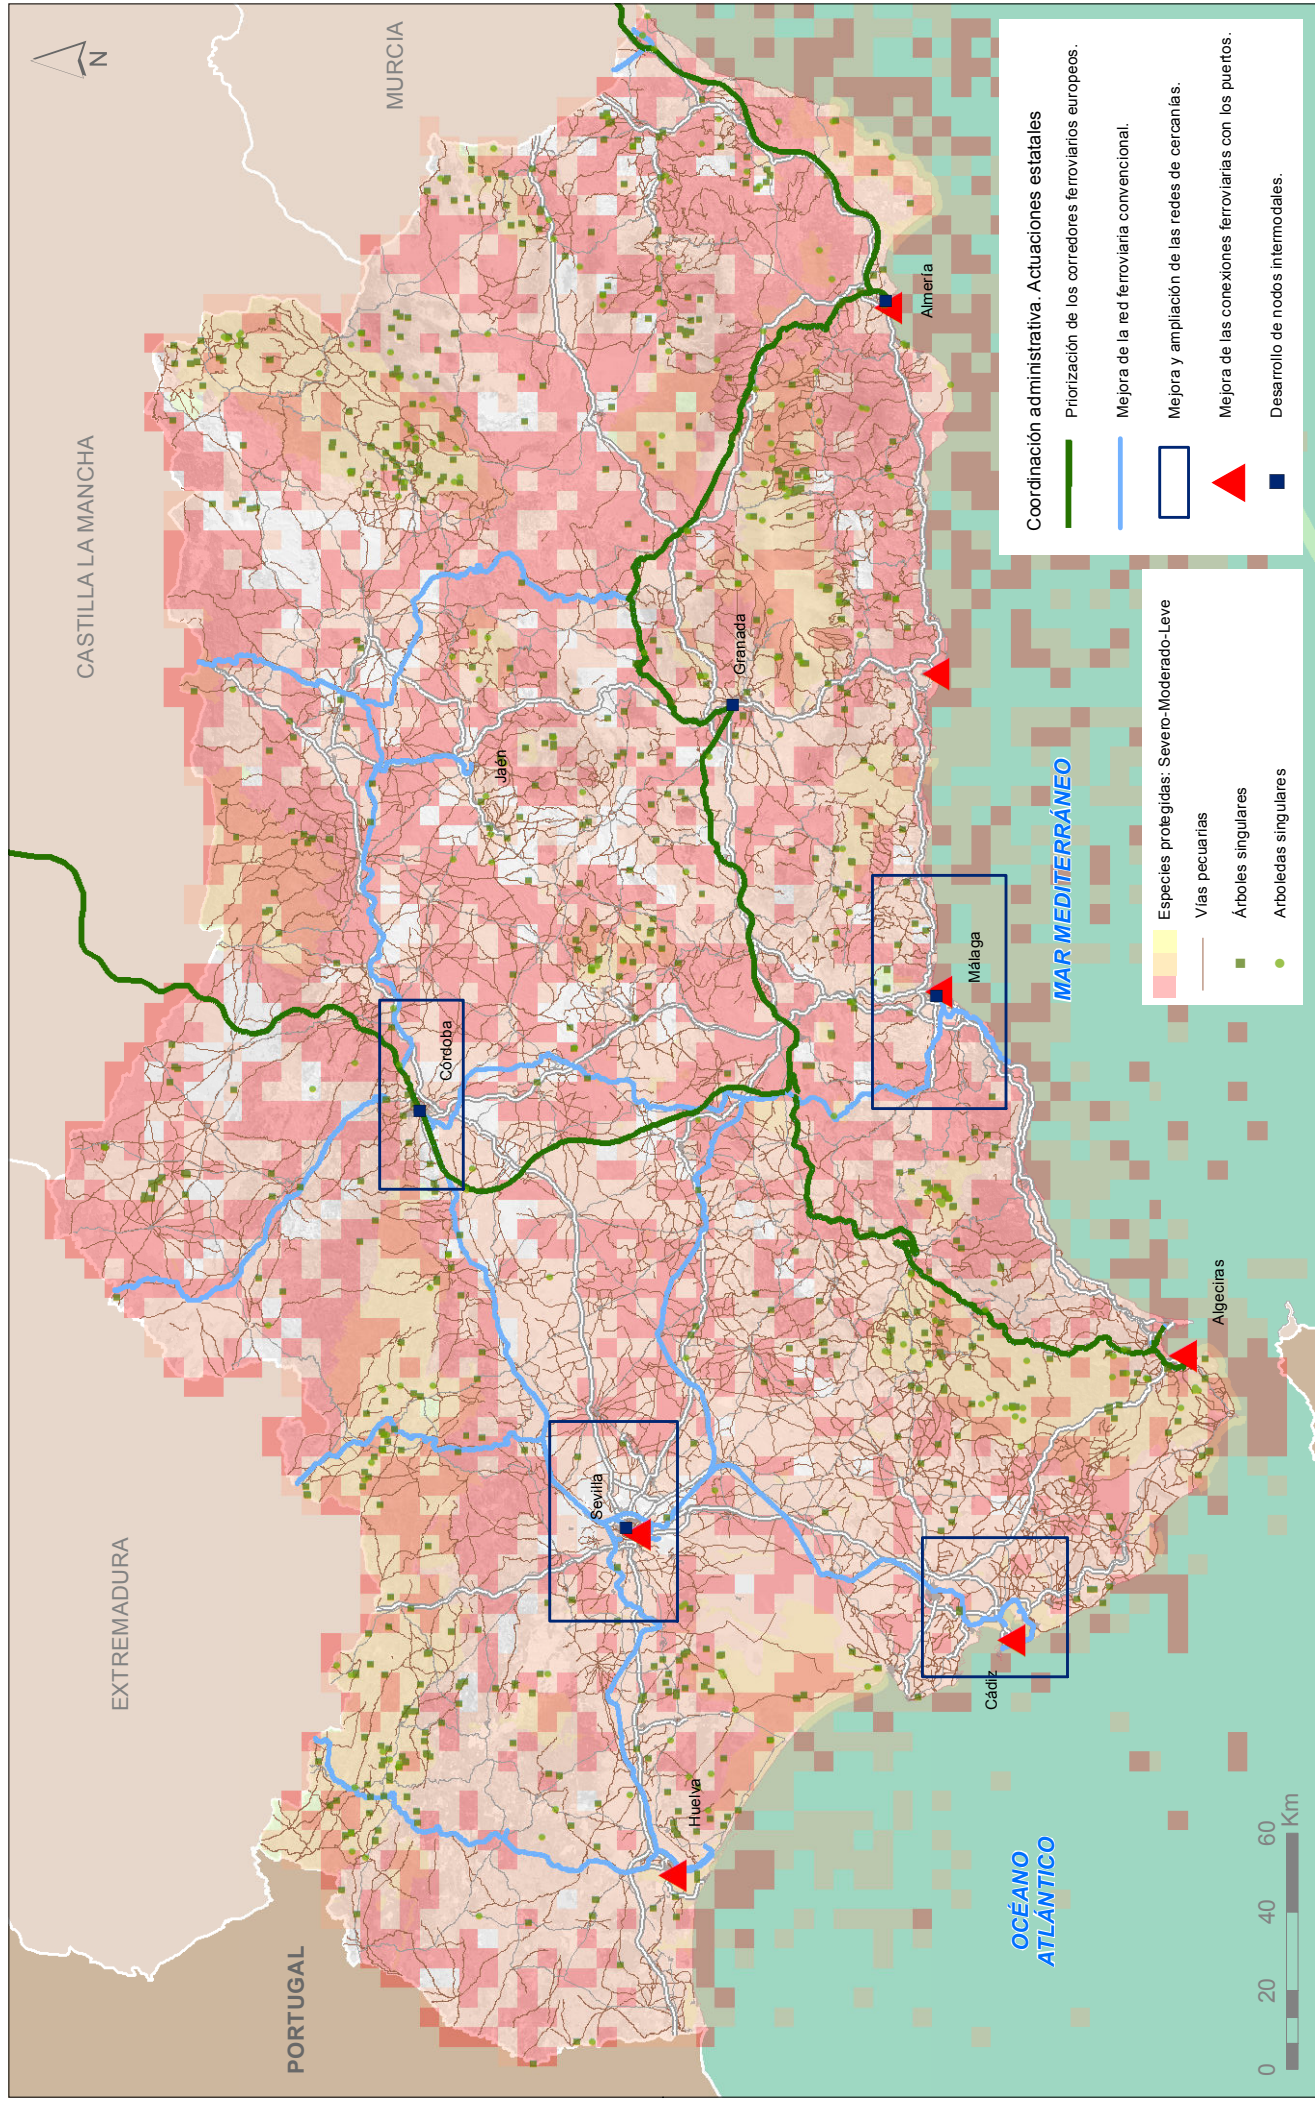 N
MURCIA
CASTILLA LA MANCHA
EXTREMADURA
PORTUGAL
Almería
Granada
Jaén
Málaga
Córdoba
Algeciras
Sevilla
Cádiz
Huelva
MAR MEDITERRÁNEO
OCÉANO
ATLÁNTICO
0 20 40 60
Km
Especies protegidas: Severo-Moderado-Leve
Vías pecuarias
Árboles singulares
Arboledas singulares
Coordinación administrativa. Actuaciones estatales
Priorización de los corredores ferroviarios europeos.
Mejora de la red ferroviaria convencional.
Mejora y ampliación de las redes de cercanías.
Mejora de las conexiones ferroviarias con los puertos.
Desarrollo de nodos intermodales.